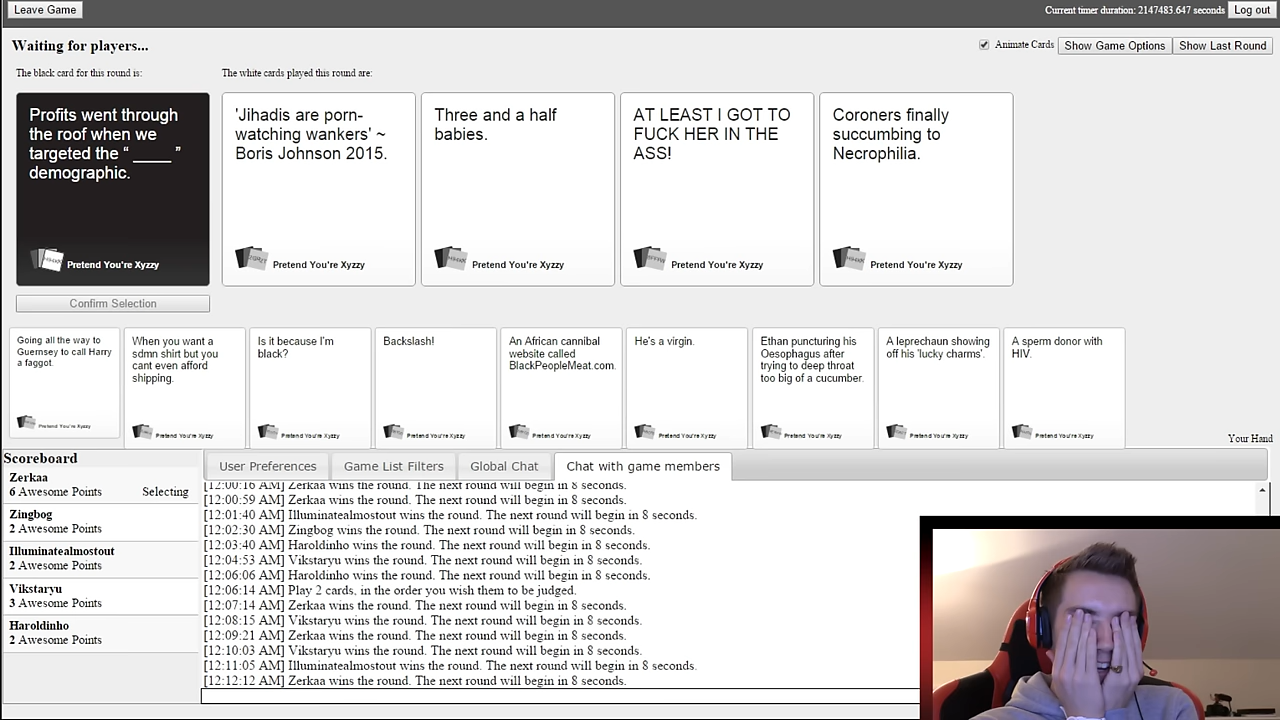 Leave Game
Current timer duration: 2147483.647 seconds
Log out
Waiting for players...
Animate Cards
Show Game Options
Show Last Round
The black card for this round is:
The white cards played this round are:
Profits went through
the roof when we
targeted the “ ____ ”
demographic.
Pretend You're Xyzzy
'Jihadis are porn-
watching wankers' ~
Boris Johnson 2015.
Pretend You're Xyzzy
Three and a half
babies.
Pretend You're Xyzzy
AT LEAST I GOT TO
FUCK HER IN THE
ASS!
Pretend You're Xyzzy
Coroners finally
succumbing to
Necrophilia.
Pretend You're Xyzzy
Confirm Selection
Going all the way to
Guernsey to call Harry
a faggot.
Pretend You're Xyzzy
When you want a
sdmn shirt but you
cant even afford
shipping.
Pretend You're Xyzzy
Is it because I'm
black?
Pretend You're Xyzzy
Backslash!
Pretend You're Xyzzy
An African cannibal
website called
BlackPeopleMeat.com.
Pretend You're Xyzzy
He's a virgin.
Pretend You're Xyzzy
Ethan puncturing his
Oesophagus after
trying to deep throat
too big of a cucumber.
Pretend You're Xyzzy
A leprechaun showing
off his 'lucky charms'.
Pretend You're Xyzzy
A sperm donor with
HIV.
Pretend You're Xyzzy
Your Hand
Scoreboard
Zerkaa
6 Awesome Points
Selecting
Zingbog
2 Awesome Points
Illuminatealmostout
2 Awesome Points
Vikstaryu
3 Awesome Points
Haroldinho
2 Awesome Points
User Preferences
Game List Filters
Global Chat
Chat with game members
[12:00:16 AM] Zerkaa wins the round. The next round will begin in 8 seconds.
[12:00:59 AM] Zerkaa wins the round. The next round will begin in 8 seconds.
[12:01:40 AM] Illuminatealmostout wins the round. The next round will begin in 8 seconds.
[12:02:30 AM] Zingbog wins the round. The next round will begin in 8 seconds.
[12:03:40 AM] Haroldinho wins the round. The next round will begin in 8 seconds.
[12:04:53 AM] Vikstaryu wins the round. The next round will begin in 8 seconds.
[12:06:06 AM] Haroldinho wins the round. The next round will begin in 8 seconds.
[12:06:14 AM] Play 2 cards, in the order you wish them to be judged.
[12:07:14 AM] Zerkaa wins the round. The next round will begin in 8 seconds.
[12:08:15 AM] Vikstaryu wins the round. The next round will begin in 8 seconds.
[12:09:21 AM] Zerkaa wins the round. The next round will begin in 8 seconds.
[12:10:03 AM] Vikstaryu wins the round. The next round will begin in 8 seconds.
[12:11:05 AM] Illuminatealmostout wins the round. The next round will begin in 8 seconds.
[12:12:12 AM] Zerkaa wins the round. The next round will begin in 8 seconds.